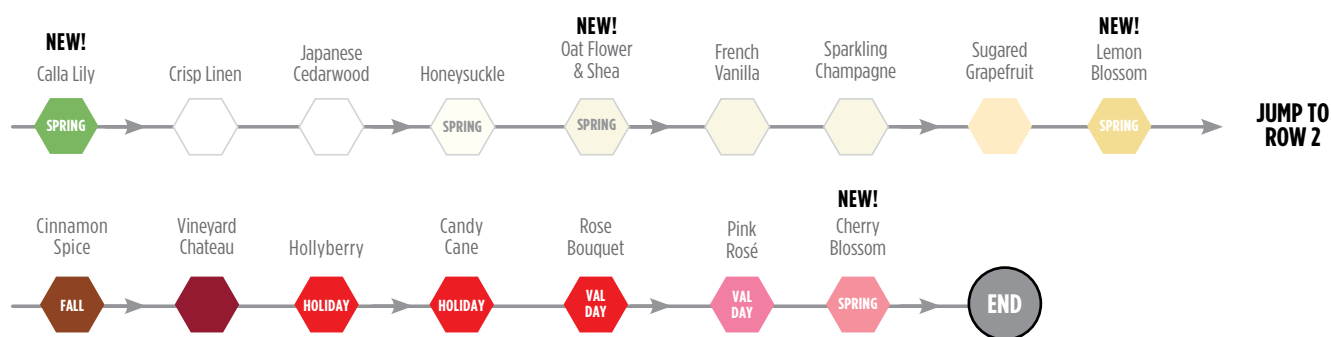 NEW!
Calla Lily
SPRING
Crisp Linen
Japanese
Cedarwood
Honeysuckle
SPRING
NEW!
Oat Flower
& Shea
SPRING
French
Vanilla
Sparkling
Champagne
Sugared
Grapefruit
NEW!
Lemon
Blossom
SPRING
JUMP TO
ROW 2
Cinnamon
Spice
FALL
Vineyard
Chateau
Hollyberry
HOLIDAY
Candy
Cane
HOLIDAY
Rose
Bouquet
VAL
DAY
Pink
Rosé
VAL
DAY
NEW!
Cherry
Blossom
SPRING
END